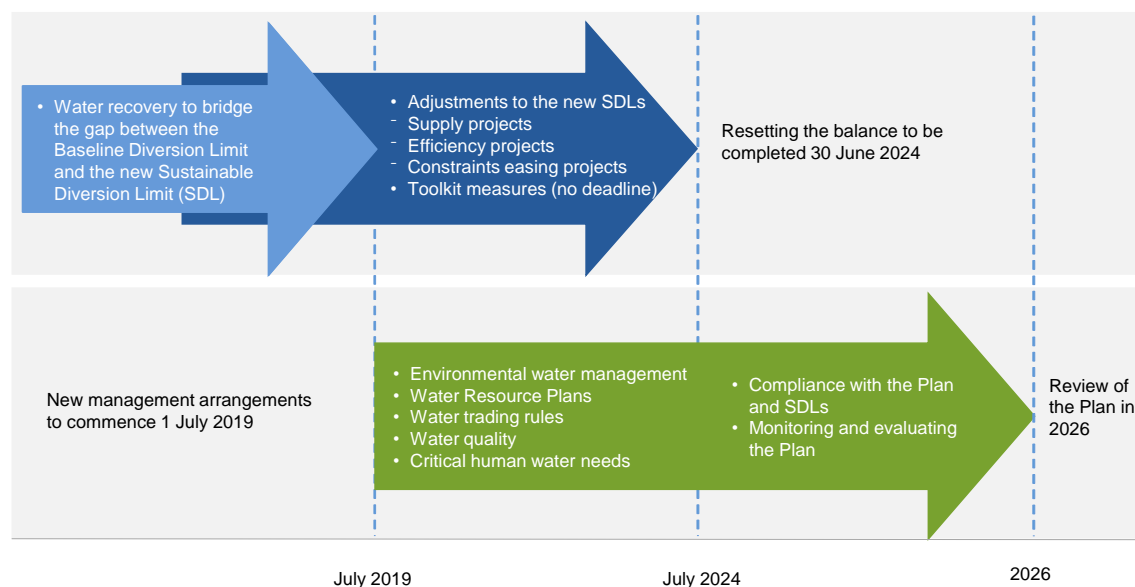 • Water recovery to bridge
the gap between the
Baseline Diversion Limit
and the new Sustainable
Diversion Limit (SDL)
• Adjustments to the new SDLs
- Supply projects
- Efficiency projects
- Constraints easing projects
• Toolkit measures (no deadline)
Resetting the balance to be
completed 30 June 2024
New management arrangements
to commence 1 July 2019
• Environmental water management
• Water Resource Plans
• Water trading rules
• Water quality
• Critical human water needs
• Compliance with the Plan
and SDLs
• Monitoring and evaluating
the Plan
Review of
the Plan in
2026
July 2019
July 2024
2026